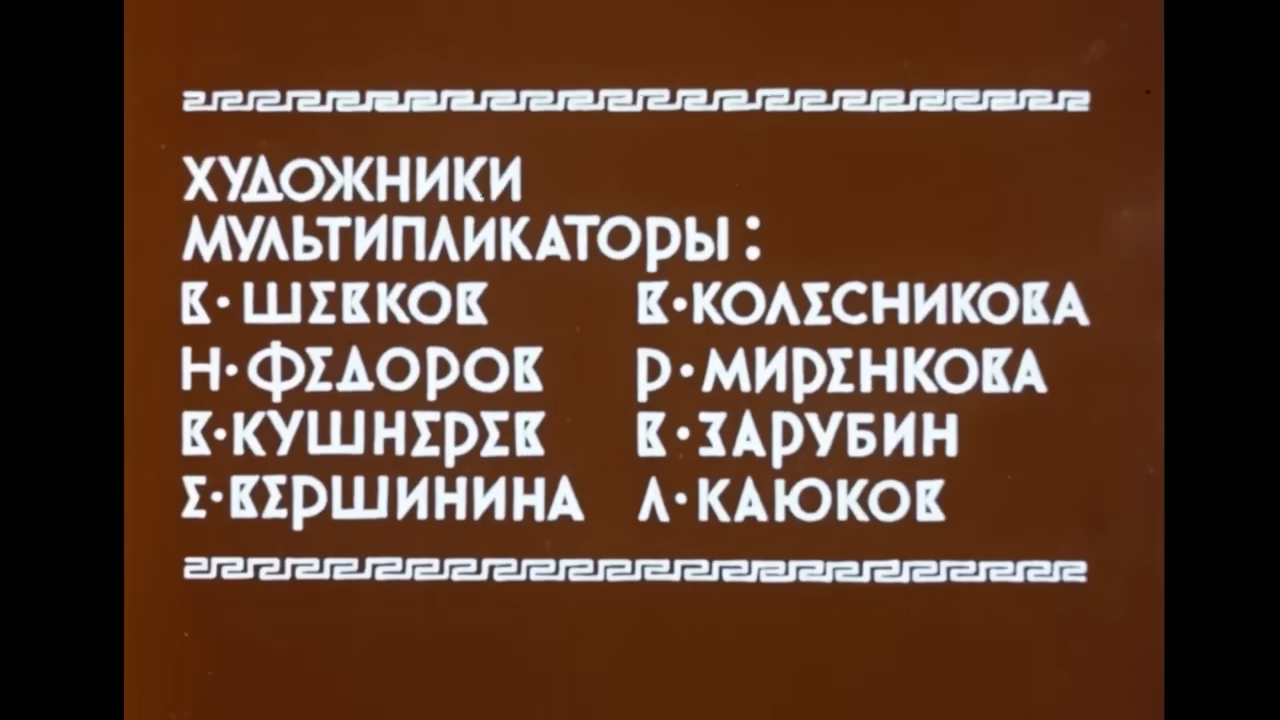 ХУДОЖНИКИ
МУЛЬТИПЛИКАТОРЫ:
В·ШЕВКОВ В·КОЛЕСНИКОВА
Н·ФЕДОРОВ Р·МИРЕНКОВА
В·КУШНЕРЕВ В·ЗАРУБИН
Е·ВЕРШИНИНА Л·КАЮКОВ